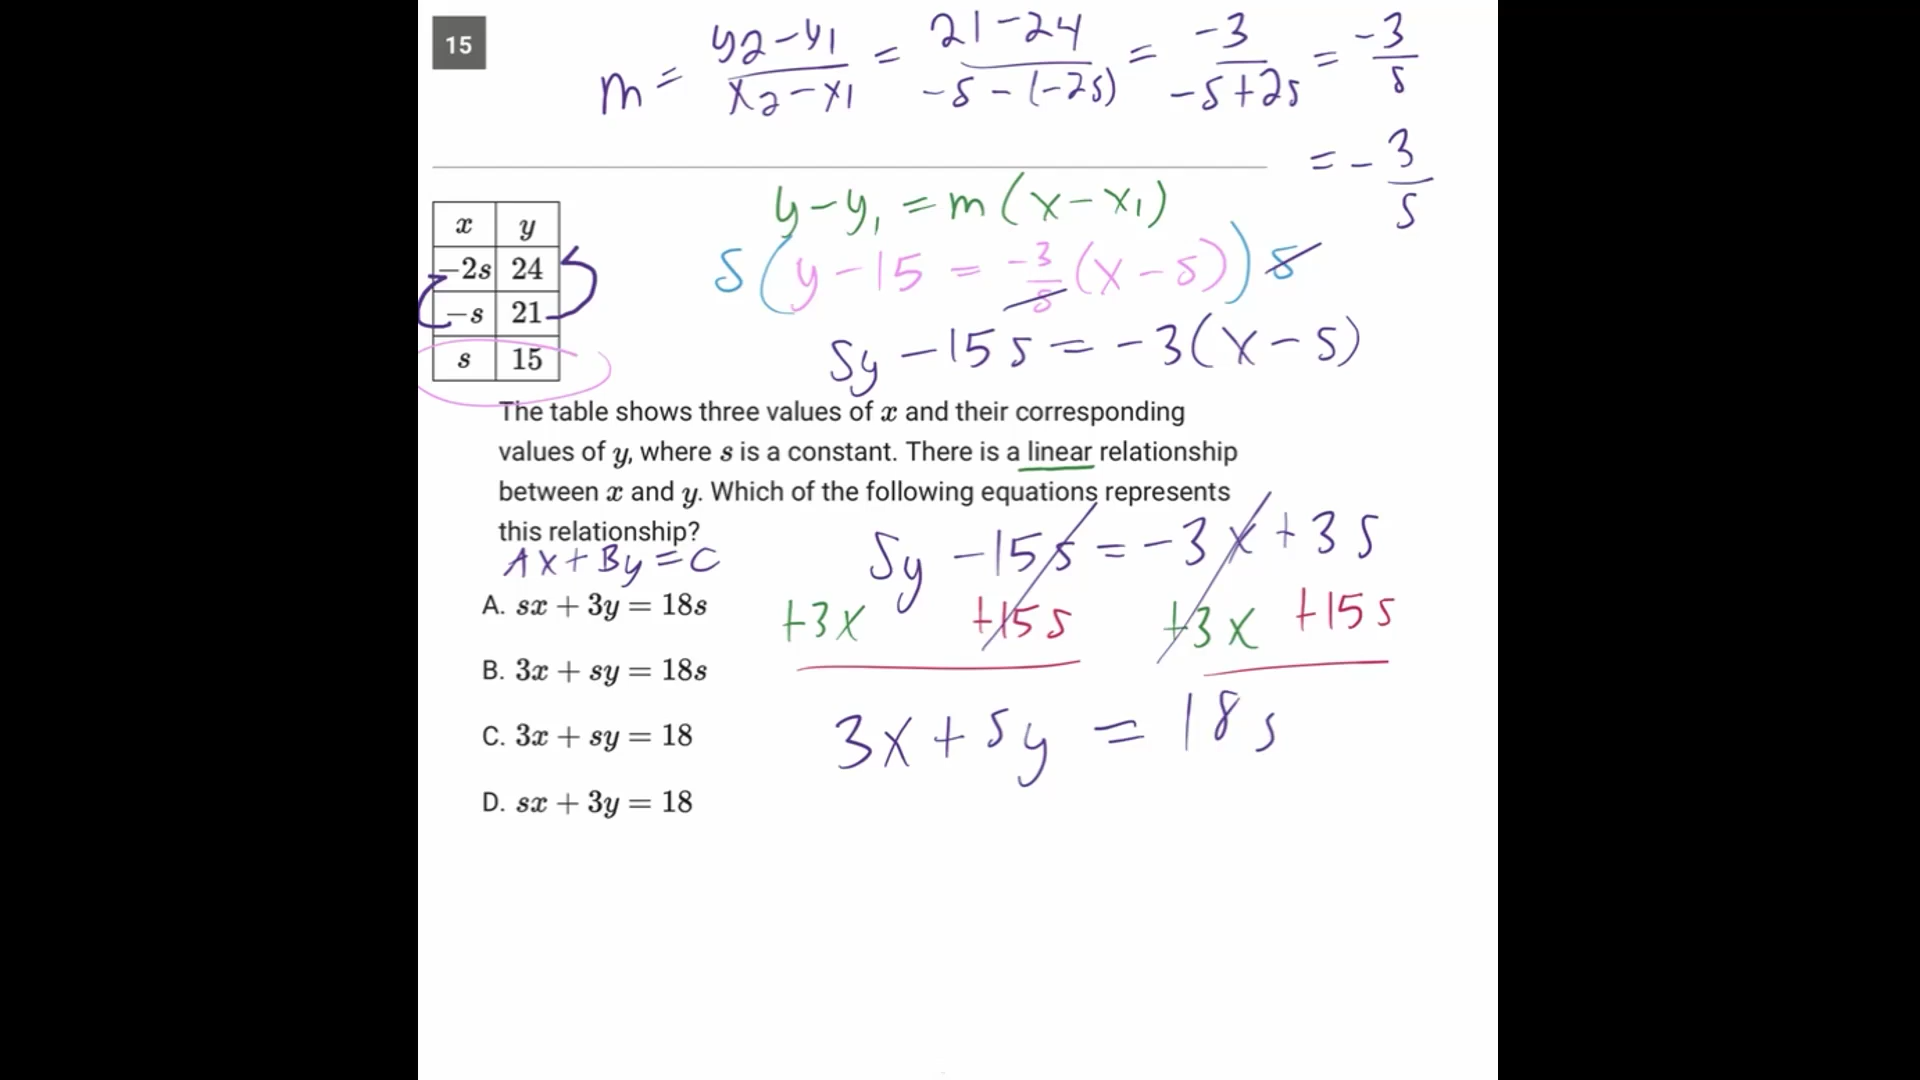 15
m = y2-y1/x2-x1 = 21-24/-s-(-2s) = -3/-s+2s = -3/s
= -3/s
y-y1 = m(x-x1)
x y
-2s 24
-s 21
s 15
s(y-15 = -3/s(x-s))s
sy-15s = -3(x-s)
The table shows three values of x and their corresponding
values of y, where s is a constant. There is a linear relationship
between x and y. Which of the following equations represents
this relationship?
Ax+By=C
sy-15s = -3x+3s
+3x +15s +3x +15s
3x+sy = 18s
A. sx + 3y = 18s
B. 3x + sy = 18s
C. 3x + sy = 18
D. sx + 3y = 18